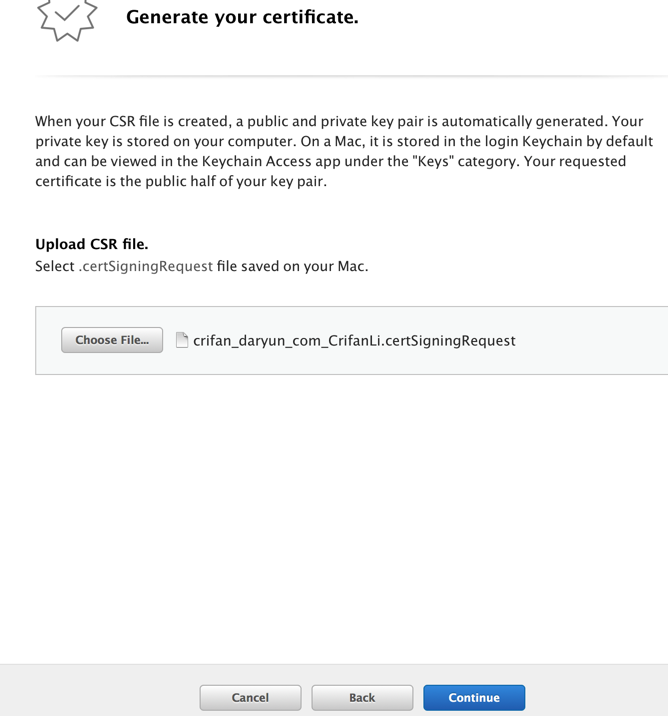 Generate your certificate.
When your CSR file is created, a public and private key pair is automatically generated. Your
private key is stored on your computer. On a Mac, it is stored in the login Keychain by default
and can be viewed in the Keychain Access app under the "Keys" category. Your requested
certificate is the public half of your key pair.
Upload CSR file.
Select .certSigningRequest file saved on your Mac.
Choose File... crifan_daryun_com_CrifanLi.certSigningRequest
Cancel Back Continue